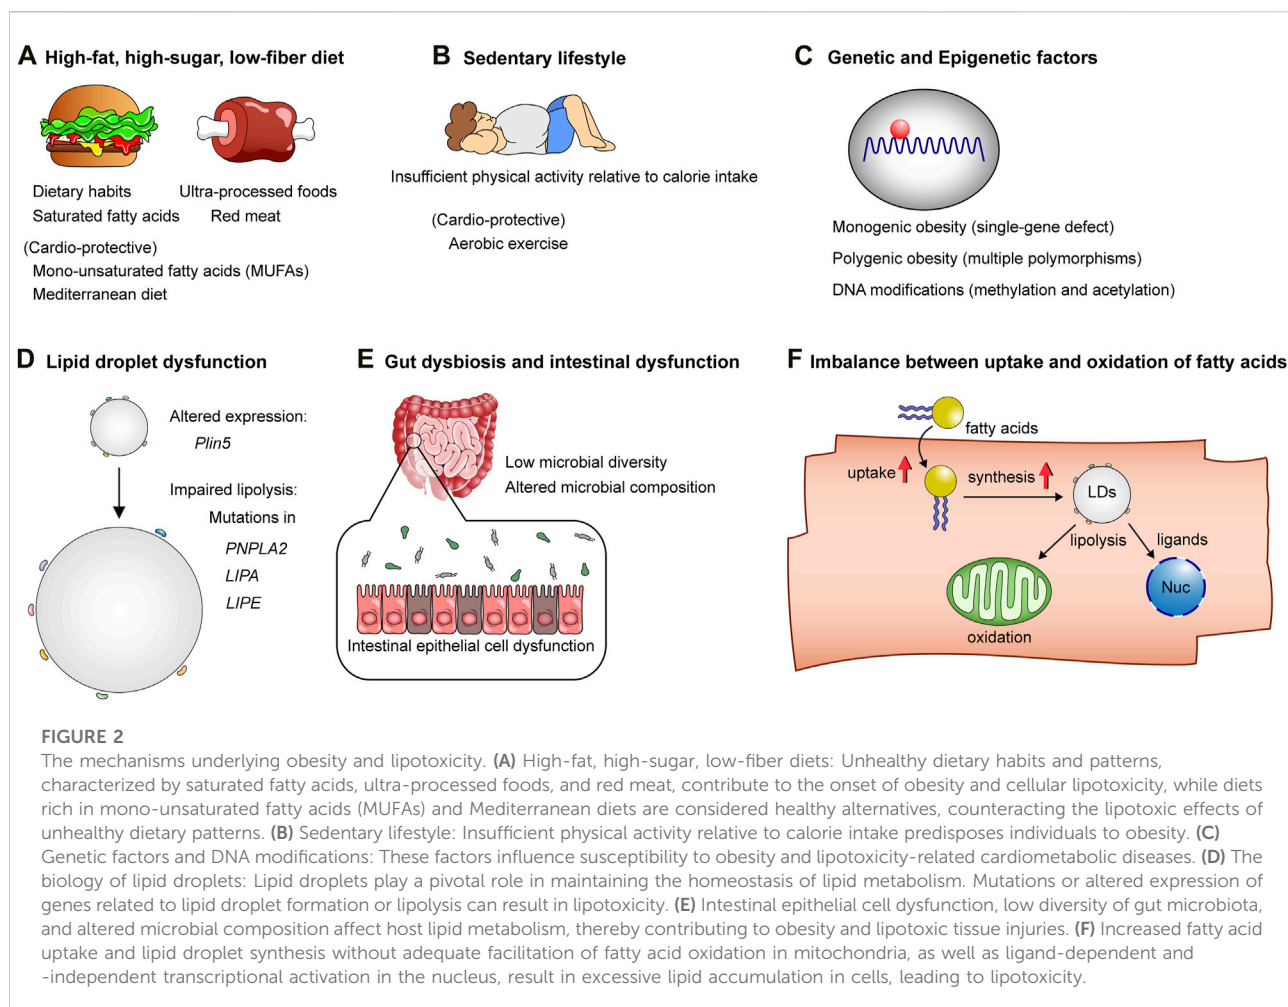 A High-fat, high-sugar, low-fiber diet
Dietary habits
Saturated fatty acids
Ultra-processed foods
Red meat
(Cardio-protective)
Mono-unsaturated fatty acids (MUFAs)
Mediterranean diet
B Sedentary lifestyle
Insufficient physical activity relative to calorie intake
(Cardio-protective)
Aerobic exercise
C Genetic and Epigenetic factors
Monogenic obesity (single-gene defect)
Polygenic obesity (multiple polymorphisms)
DNA modifications (methylation and acetylation)
D Lipid droplet dysfunction
Altered expression:
Plin5
Impaired lipolysis:
Mutations in
PNPLA2
LIPA
LIPE
E Gut dysbiosis and intestinal dysfunction
Low microbial diversity
Altered microbial composition
Intestinal epithelial cell dysfunction
F Imbalance between uptake and oxidation of fatty acids
fatty acids
uptake
synthesis
LDs
lipolysis
ligands
Nuc
oxidation
FIGURE 2
The mechanisms underlying obesity and lipotoxicity. (A) High-fat, high-sugar, low-fiber diets: Unhealthy dietary habits and patterns,
characterized by saturated fatty acids, ultra-processed foods, and red meat, contribute to the onset of obesity and cellular lipotoxicity, while diets
rich in mono-unsaturated fatty acids (MUFAs) and Mediterranean diets are considered healthy alternatives, counteracting the lipotoxic effects of
unhealthy dietary patterns. (B) Sedentary lifestyle: Insufficient physical activity relative to calorie intake predisposes individuals to obesity. (C)
Genetic factors and DNA modifications: These factors influence susceptibility to obesity and lipotoxicity-related cardiometabolic diseases. (D) The
biology of lipid droplets: Lipid droplets play a pivotal role in maintaining the homeostasis of lipid metabolism. Mutations or altered expression of
genes related to lipid droplet formation or lipolysis can result in lipotoxicity. (E) Intestinal epithelial cell dysfunction, low diversity of gut microbiota,
and altered microbial composition affect host lipid metabolism, thereby contributing to obesity and lipotoxic tissue injuries. (F) Increased fatty acid
uptake and lipid droplet synthesis without adequate facilitation of fatty acid oxidation in mitochondria, as well as ligand-dependent and
-independent transcriptional activation in the nucleus, result in excessive lipid accumulation in cells, leading to lipotoxicity.